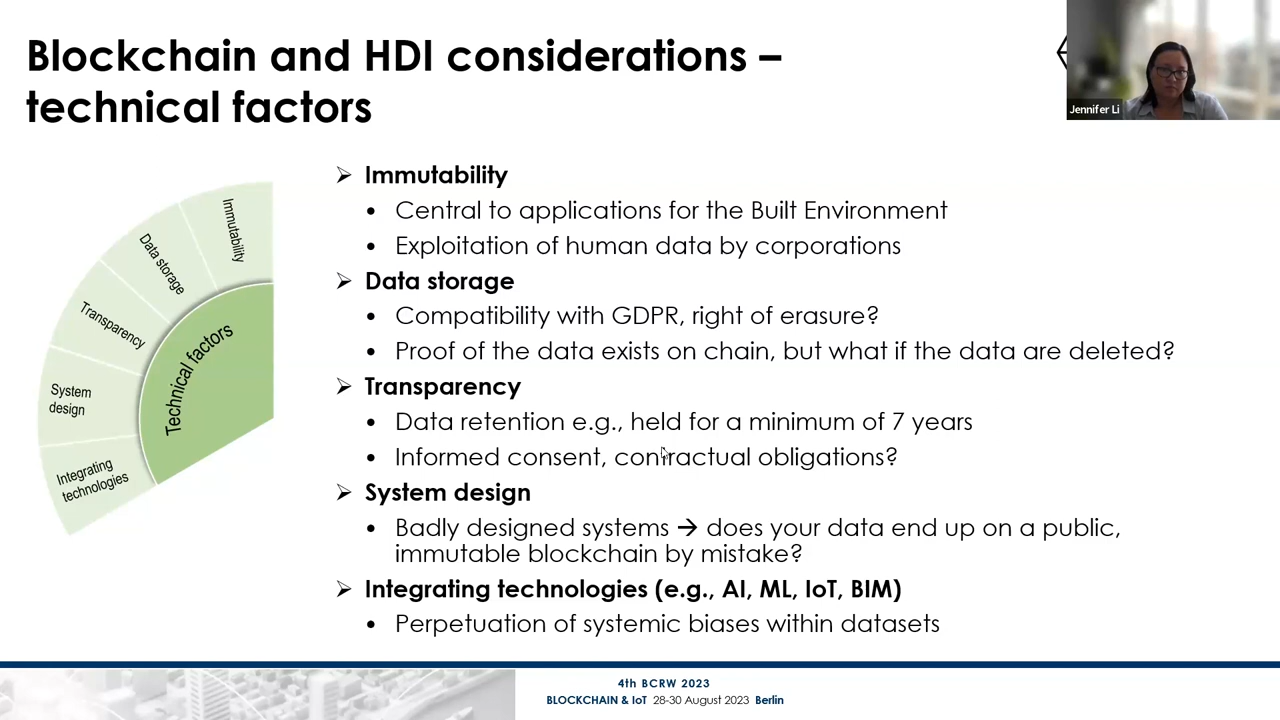 Blockchain and HDI considerations –
technical factors
Jennifer Li
Immutability
Data storage
Transparency
System
design
Integrating
technologies
Technical factors
➢ Immutability
• Central to applications for the Built Environment
• Exploitation of human data by corporations
➢ Data storage
• Compatibility with GDPR, right of erasure?
• Proof of the data exists on chain, but what if the data are deleted?
➢ Transparency
• Data retention e.g., held for a minimum of 7 years
• Informed consent, contractual obligations?
➢ System design
• Badly designed systems → does your data end up on a public,
immutable blockchain by mistake?
➢ Integrating technologies (e.g., AI, ML, IoT, BIM)
• Perpetuation of systemic biases within datasets
4th BCRW 2023
BLOCKCHAIN & IoT 28-30 August 2023 Berlin